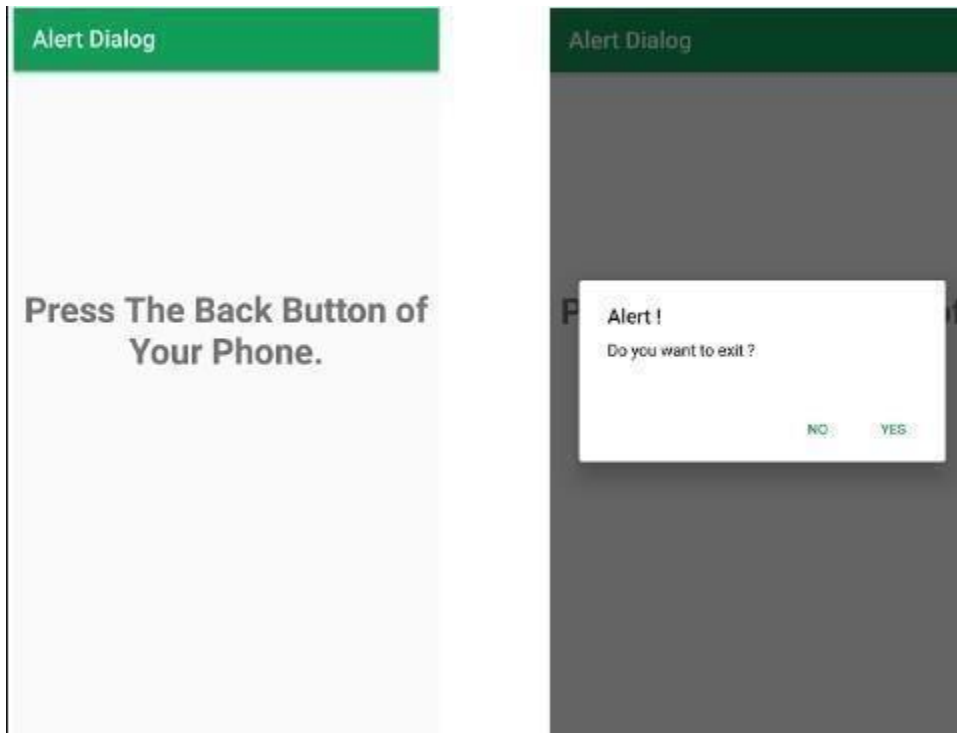 Alert Dialog
Press The Back Button of
Your Phone.
Alert Dialog
P
of
Alert !
Do you want to exit ?
NO YES